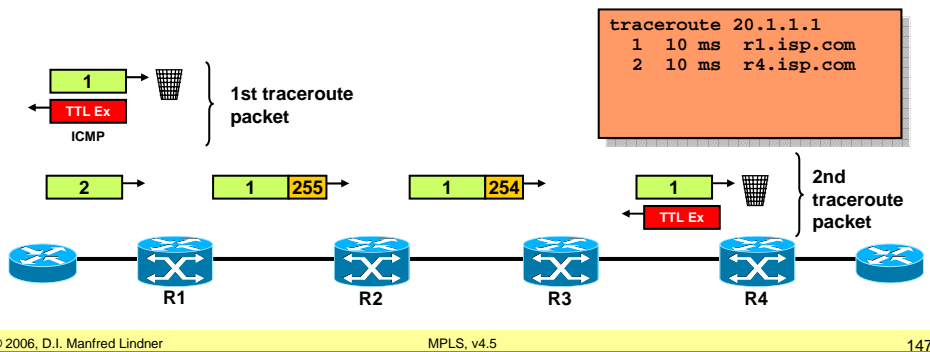 traceroute 20.1.1.1
1 10 ms r1.isp.com
2 10 ms r4.isp.com
1
TTL Ex
ICMP
1st traceroute
packet
2
1 255
1 254
1
TTL Ex
2nd
traceroute
packet
R1
R2
R3
R4
2006, D.I. Manfred Lindner
MPLS, v4.5
147